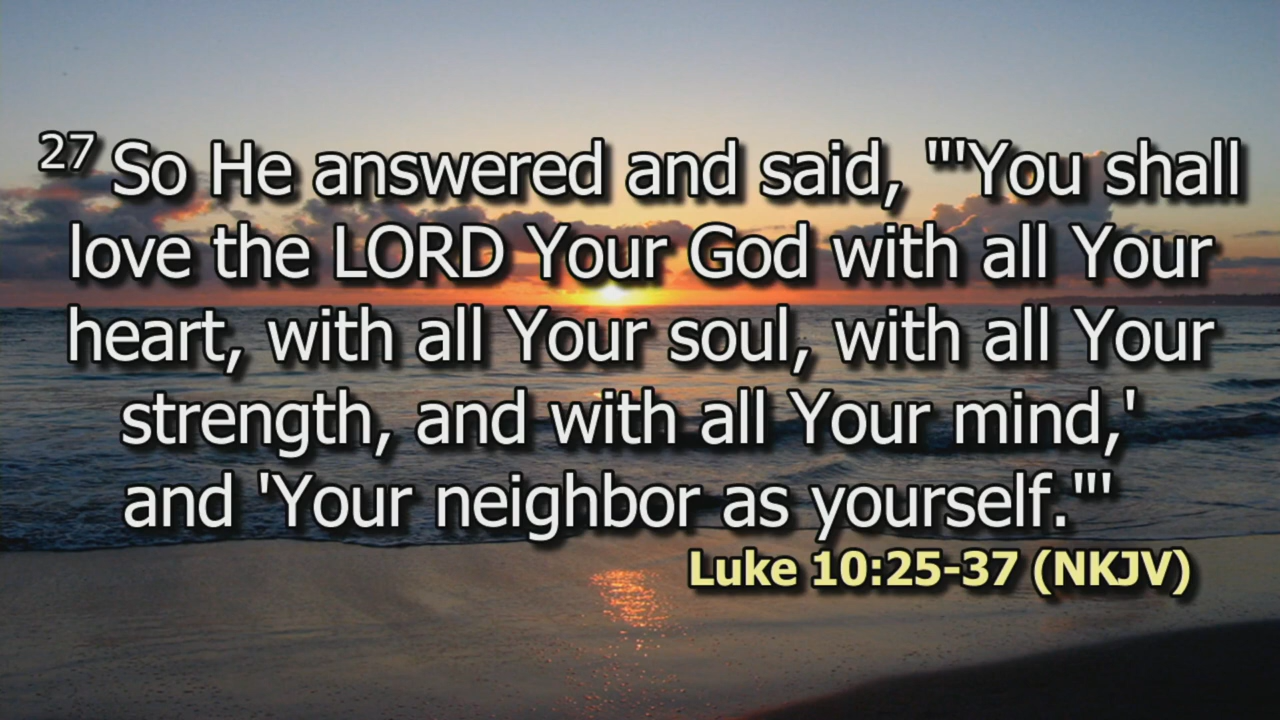 27 So He answered and said, "'You shall
love the LORD Your God with all Your
heart, with all Your soul, with all Your
strength, and with all Your mind,'
and 'Your neighbor as yourself."'
Luke 10:25-37 (NKJV)